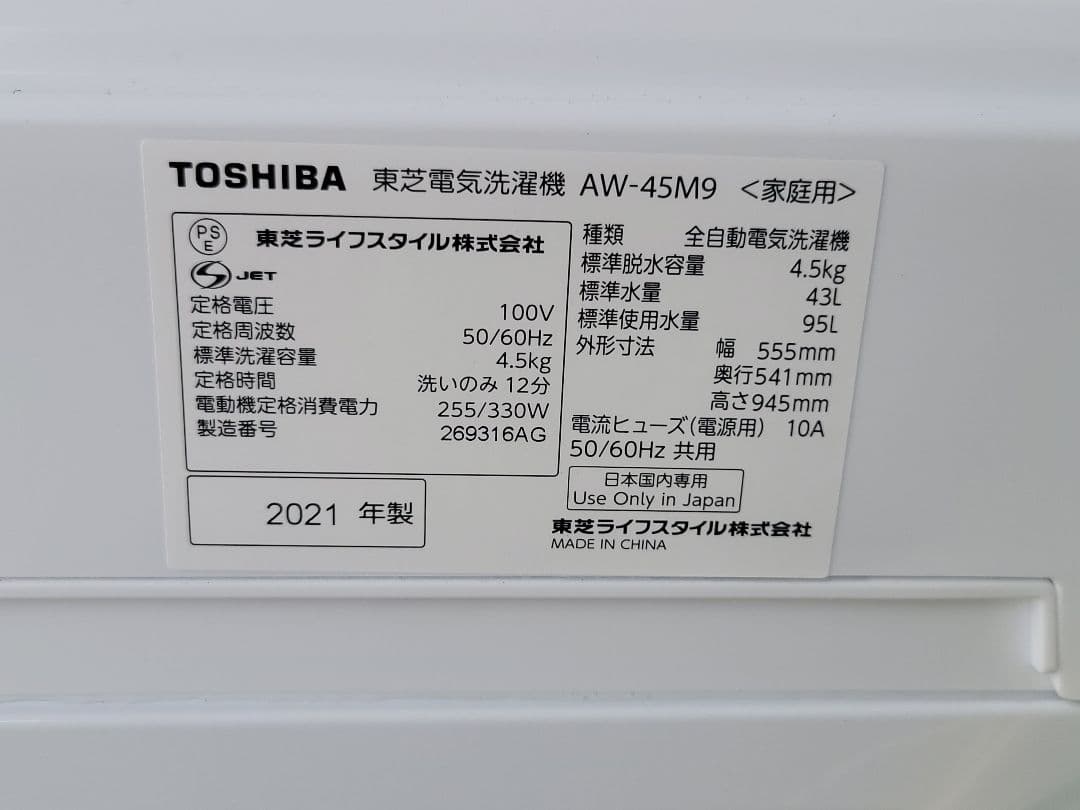 TOSHIBA 東芝電気洗濯機 AW-45M9 <家庭用>
PS
E
東芝ライフスタイル株式会社
S JET
定格電圧 100V
定格周波数 50/60Hz
標準洗濯容量 4.5kg
定格時間 洗いのみ 12分
電動機定格消費電力 255/330W
製造番号 269316AG
2021 年製
種類 全自動電気洗濯機
標準脱水容量 4.5kg
標準水量 43L
標準使用水量 95L
外形寸法 幅 555mm
奥行541mm
高さ945mm
電流ヒューズ(電源用) 10A
50/60Hz 共用
日本国内専用
Use Only in Japan
東芝ライフスタイル株式会社
MADE IN CHINA